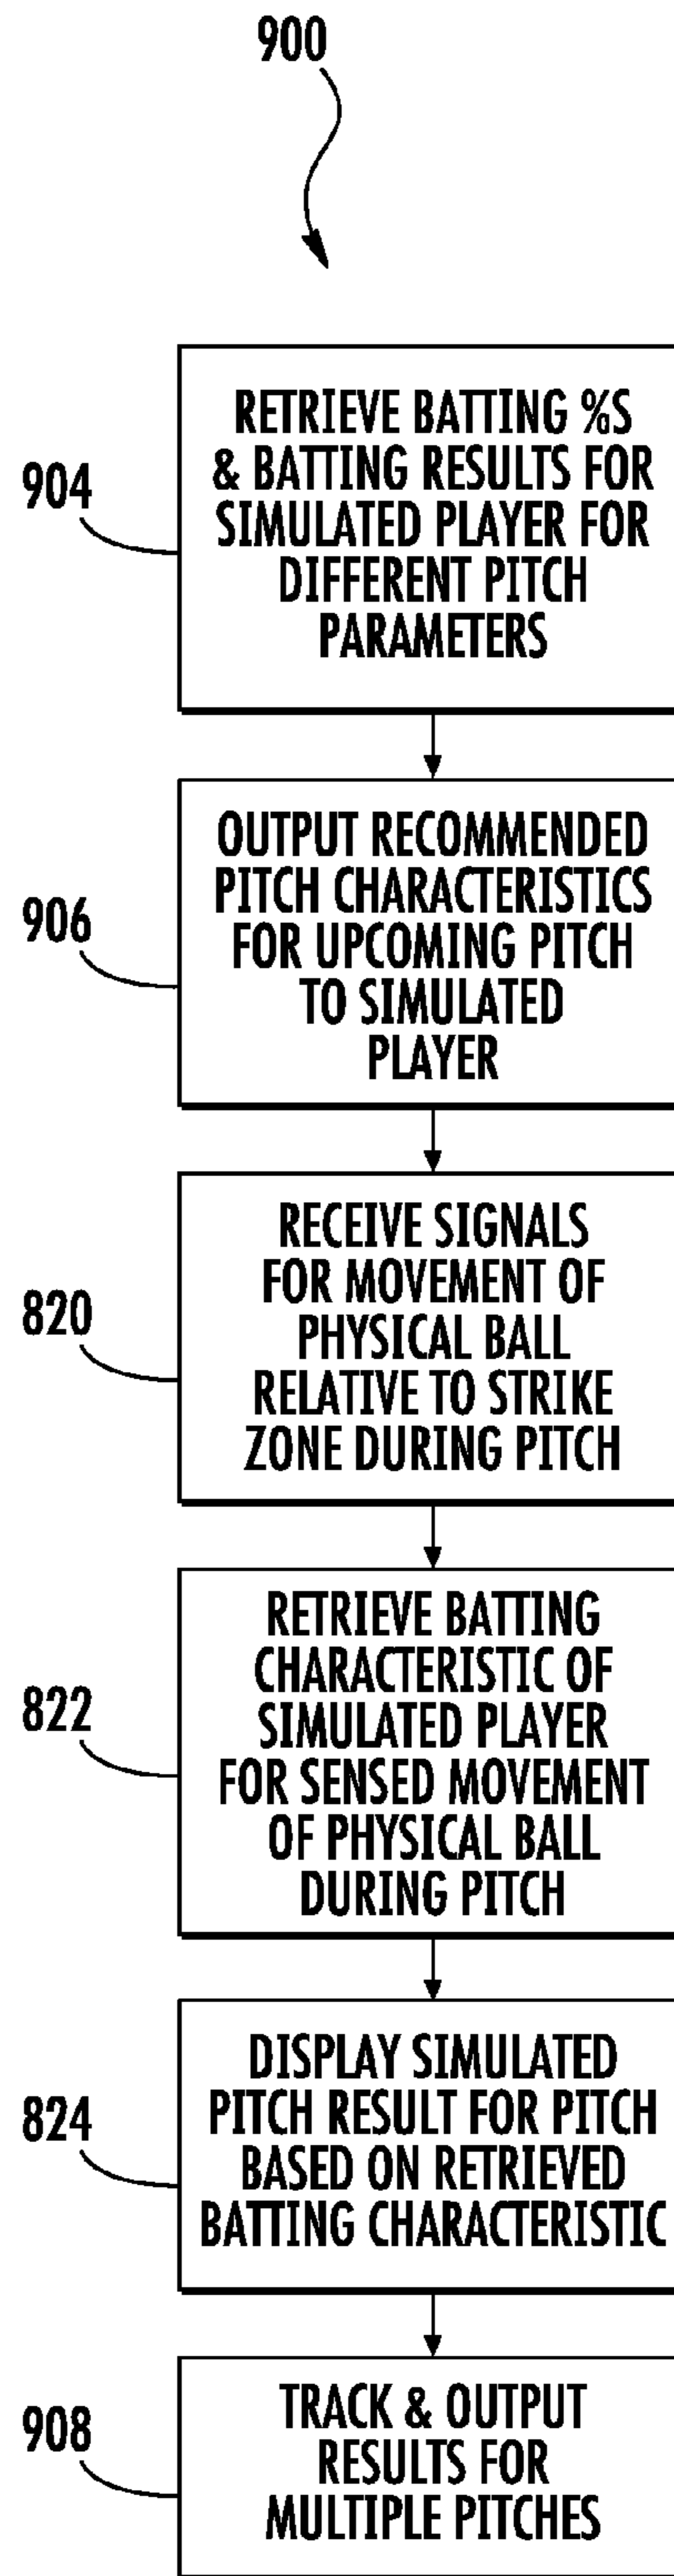 900
904
RETRIEVE BATTING %S
& BATTING RESULTS FOR
SIMULATED PLAYER FOR
DIFFERENT PITCH
PARAMETERS
906
OUTPUT RECOMMENDED
PITCH CHARACTERISTICS
FOR UPCOMING PITCH
TO SIMULATED
PLAYER
820
RECEIVE SIGNALS
FOR MOVEMENT OF
PHYSICAL BALL
RELATIVE TO STRIKE
ZONE DURING PITCH
822
RETRIEVE BATTING
CHARACTERISTIC OF
SIMULATED PLAYER
FOR SENSED MOVEMENT
OF PHYSICAL BALL
DURING PITCH
824
DISPLAY SIMULATED
PITCH RESULT FOR PITCH
BASED ON RETRIEVED
BATTING CHARACTERISTIC
908
TRACK & OUTPUT
RESULTS FOR
MULTIPLE PITCHES